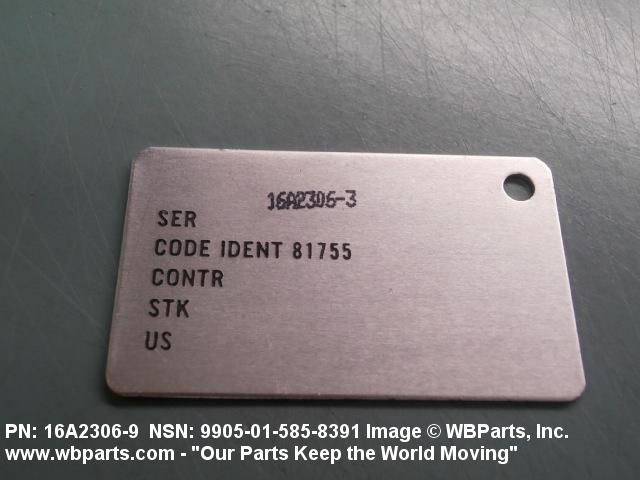 16A2306-3
SER
CODE IDENT 81755
CONTR
STK
US
PN: 16A2306-9 NSN: 9905-01-585-8391 Image © WBParts, Inc.
www.wbparts.com - "Our Parts Keep the World Moving"